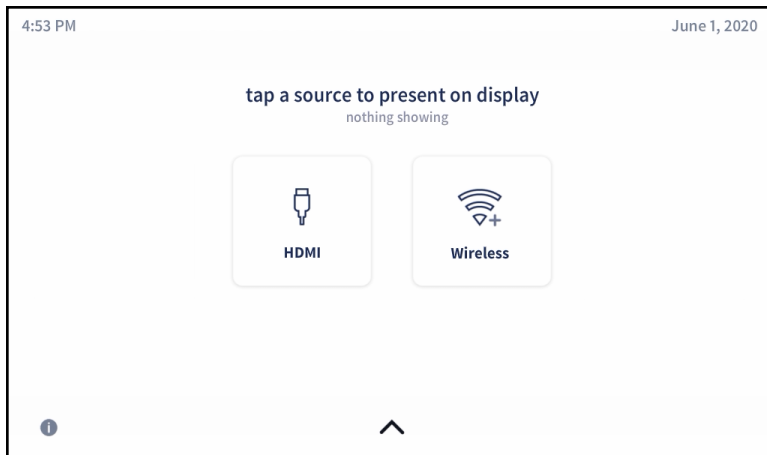 4:53 PM June 1, 2020
tap a source to present on display
nothing showing
HDMI Wireless
i